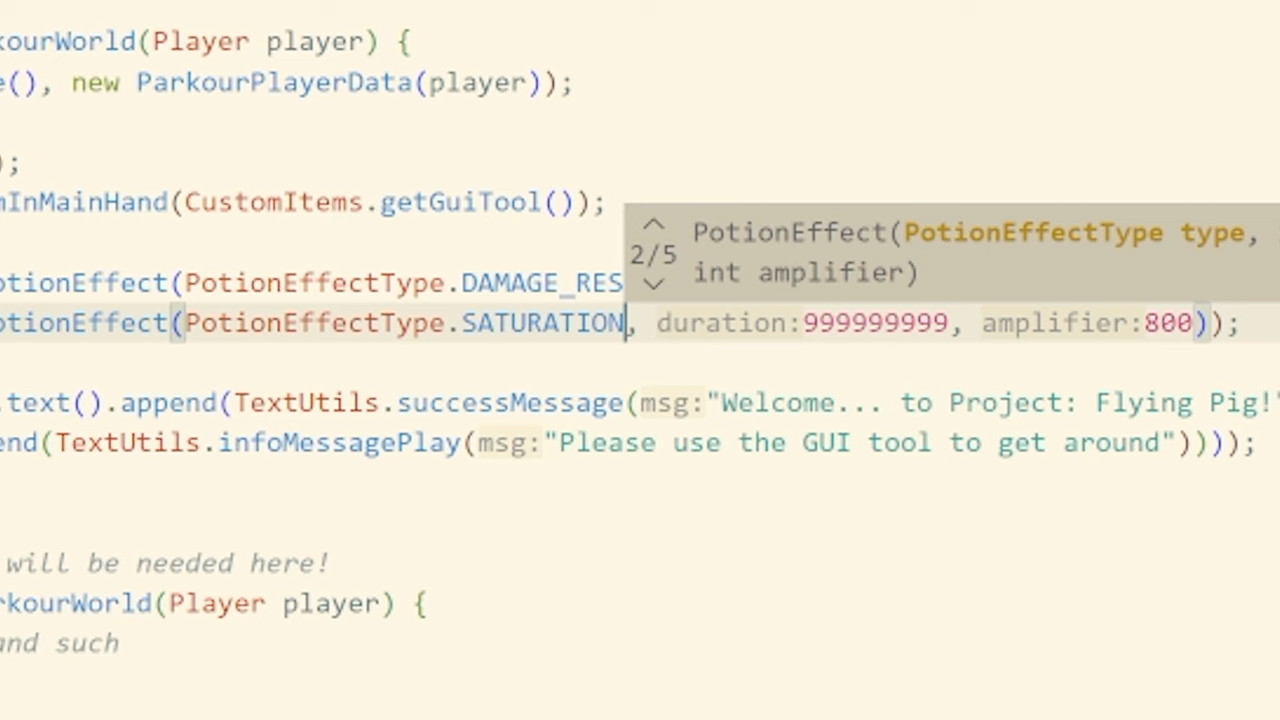 kourWorld(Player player) {
e(), new ParkourPlayerData(player));
);
mInMainHand(CustomItems.getGuiTool());
PotionEffect(PotionEffectType type,
2/5
int amplifier)
otionEffect(PotionEffectType.DAMAGE_RES
otionEffect(PotionEffectType.SATURATION, duration:999999999, amplifier:800));
.text().append(TextUtils.successMessage(msg:"Welcome... to Project: Flying Pig!"
end(TextUtils.infoMessagePlay(msg:"Please use the GUI tool to get around"))));
will be needed here!
rkourWorld(Player player) {
and such